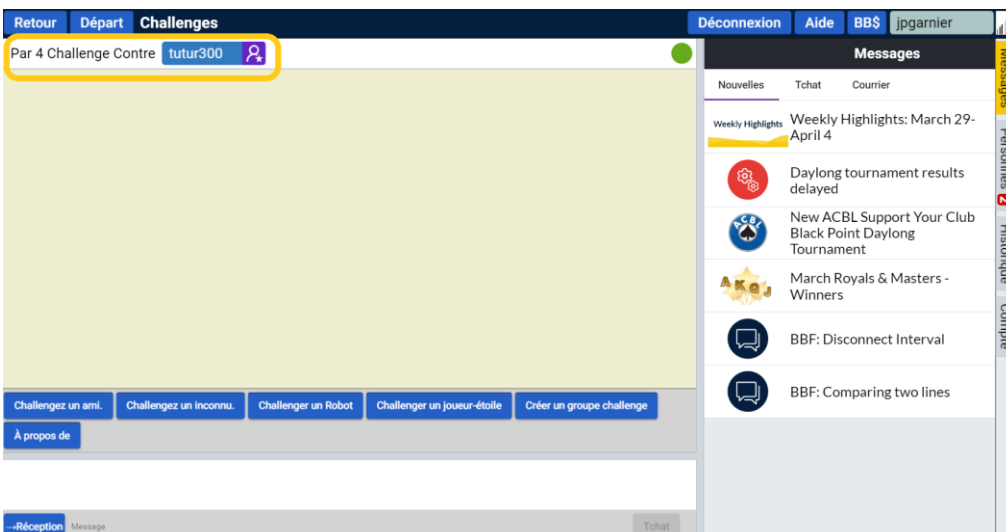 Retour Départ Challenges Déconnexion Aide BB$ jpgarnier
Par 4 Challenge Contre tutur300
Messages
Nouvelles Tchat Courrier
Weekly Highlights Weekly Highlights: March 29-
April 4
Daylong tournament results
delayed
ACBL New ACBL Support Your Club
Black Point Daylong
Tournament
AKQJ March Royals & Masters -
Winners
BBF: Disconnect Interval
BBF: Comparing two lines
Challengez un ami. Challengez un inconnu. Challenger un Robot Challenger un joueur-étoile Créer un groupe challenge
À propos de
→Réception Message Tchat
Messages
Personnes 2
Historique
Compte